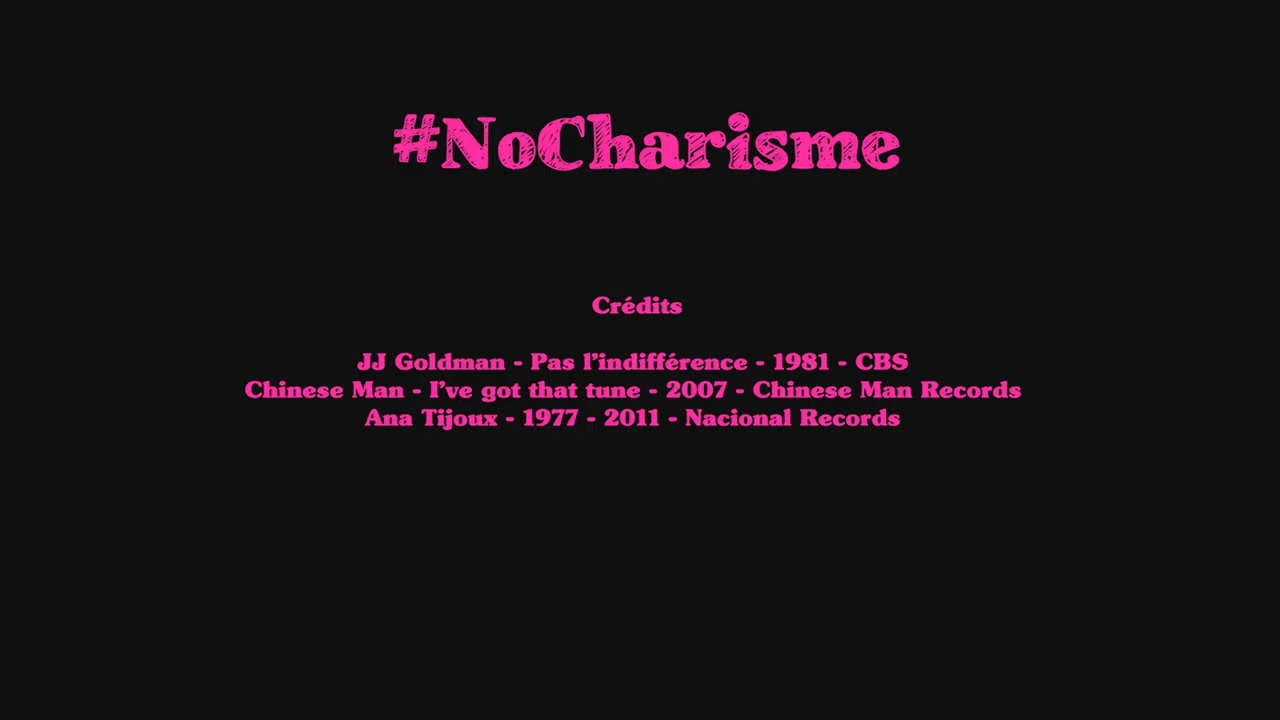 #NoCharisme
Crédits
JJ Goldman - Pas l'indifférence - 1981 - CBS
Chinese Man - I've got that tune - 2007 - Chinese Man Records
Ana Tijoux - 1977 - 2011 - Nacional Records